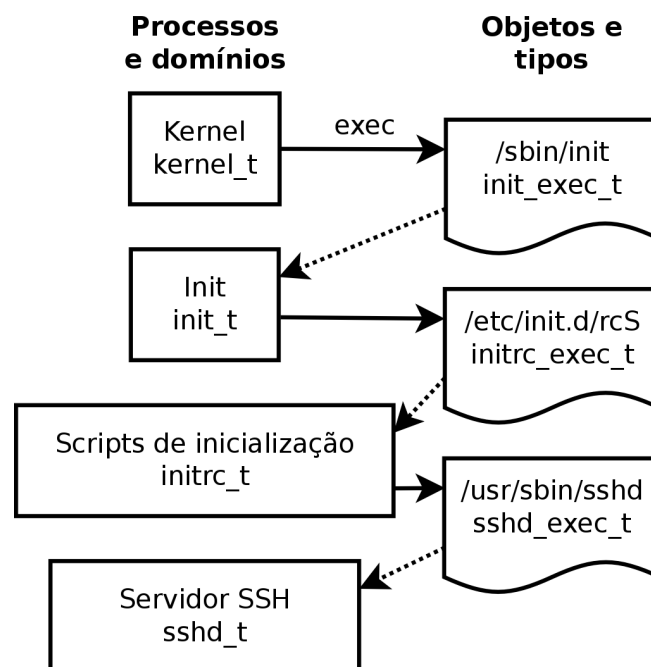 Processos
e domínios
Objetos e
tipos
Kernel
kernel_t
exec
/sbin/init
init_exec_t
Init
init_t
/etc/init.d/rcS
initrc_exec_t
Scripts de inicialização
initrc_t
/usr/sbin/sshd
sshd_exec_t
Servidor SSH
sshd_t